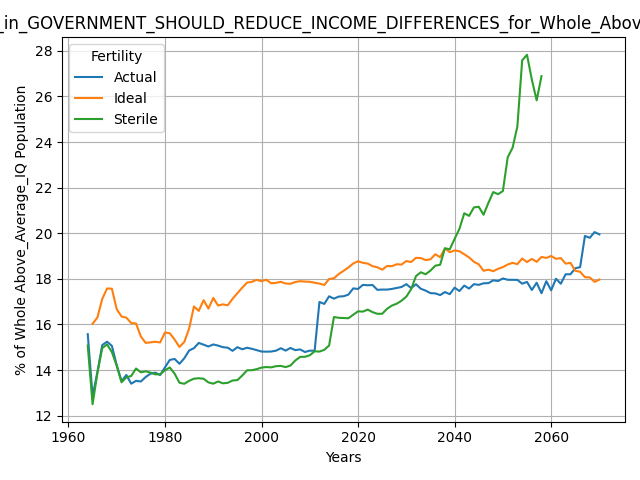 _in_GOVERNMENT_SHOULD_REDUCE_INCOME_DIFFERENCES_for_Whole_Abov
28
26
24
22
20
18
16
14
12
% of Whole Above_Average_IQ Population
Fertility
Actual
Ideal
Sterile
1960 1980 2000 2020 2040 2060
Years